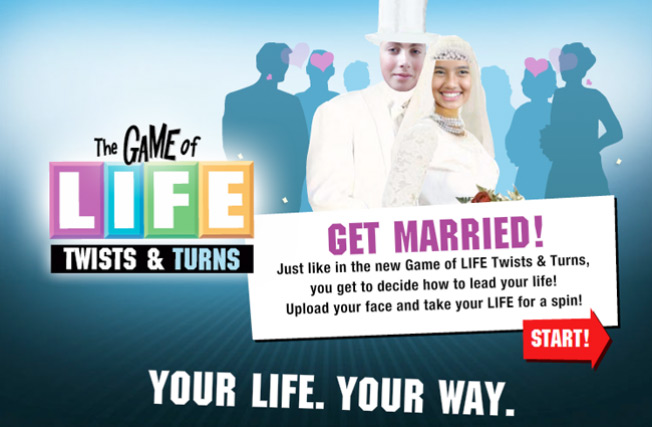 The GAME of
LIFE
TWISTS & TURNS
GET MARRIED!
Just like in the new Game of LIFE Twists & Turns,
you get to decide how to lead your life!
Upload your face and take your LIFE for a spin!
START!
YOUR LIFE. YOUR WAY.